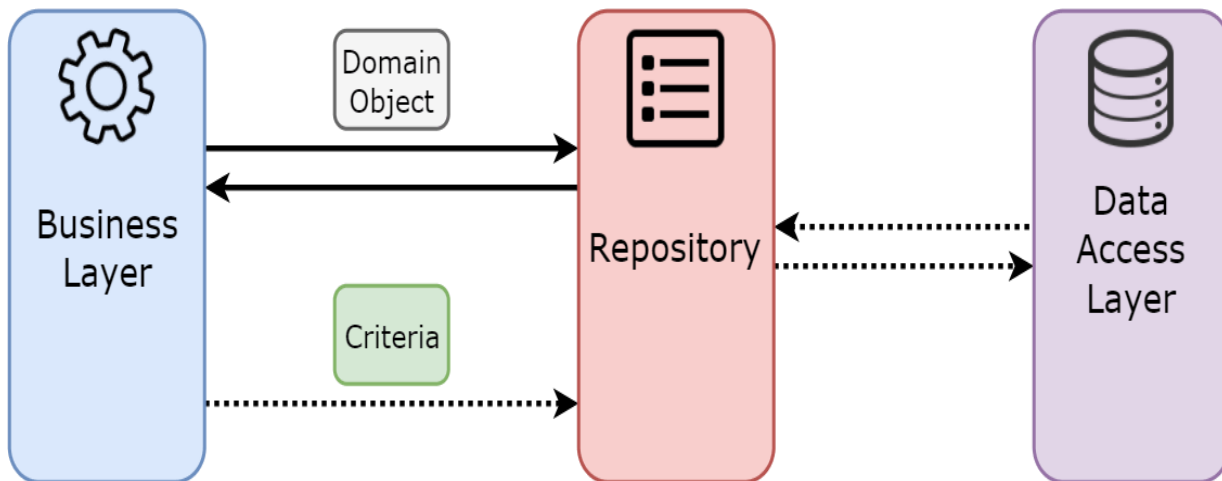 Domain
Object
Business
Layer
Repository
Data
Access
Layer
Criteria